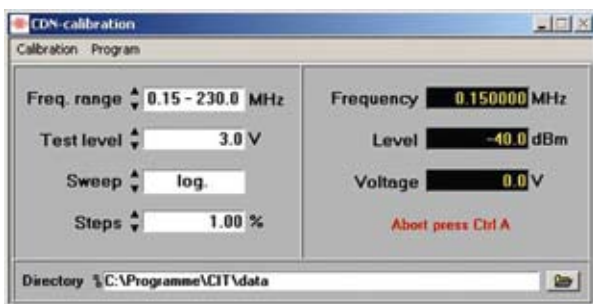 CDN-calibration
Calibration Program
Freq. range 0.15 - 230.0 MHz
Test level 3.0 V
Sweep log.
Steps 1.00 %
Frequency 0.150000 MHz
Level -40.0 dBm
Voltage 0.0 V
Abort press Ctrl A
Directory C:\Programme\CIT\data